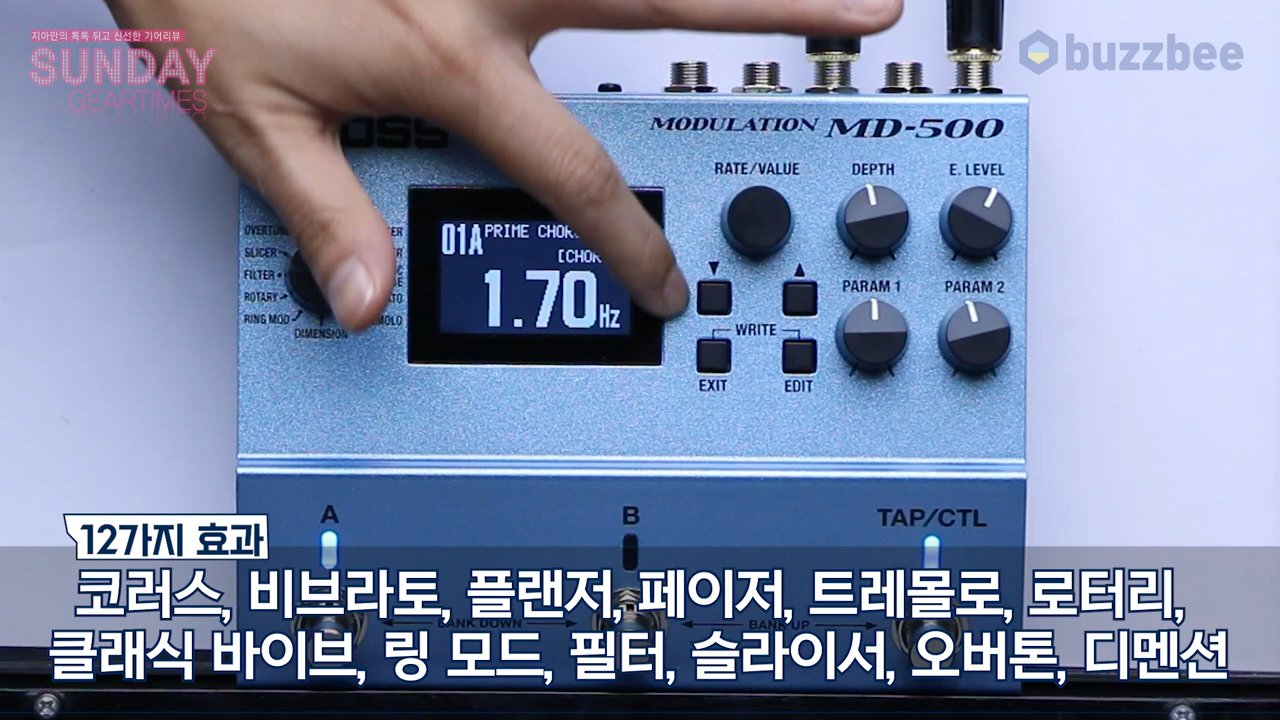 지아만의 톡톡 튀고 신선한 기어리뷰
SUNDAY
GEARTIMES
buzzbee
MODULATION MD-500
RATE/VALUE DEPTH E. LEVEL
SLICER
FILTER
ROTARY
RING MOD
DIMENSION
01A PRIME
1.70Hz
PARAM 1 PARAM 2
WRITE
EXIT EDIT
A B TAP/CTL
BANK DOWN BANK UP
12가지 효과
코러스, 비브라토, 플랜저, 페이저, 트레몰로, 로터리,
클래식 바이브, 링 모드, 필터, 슬라이서, 오버톤, 디멘션